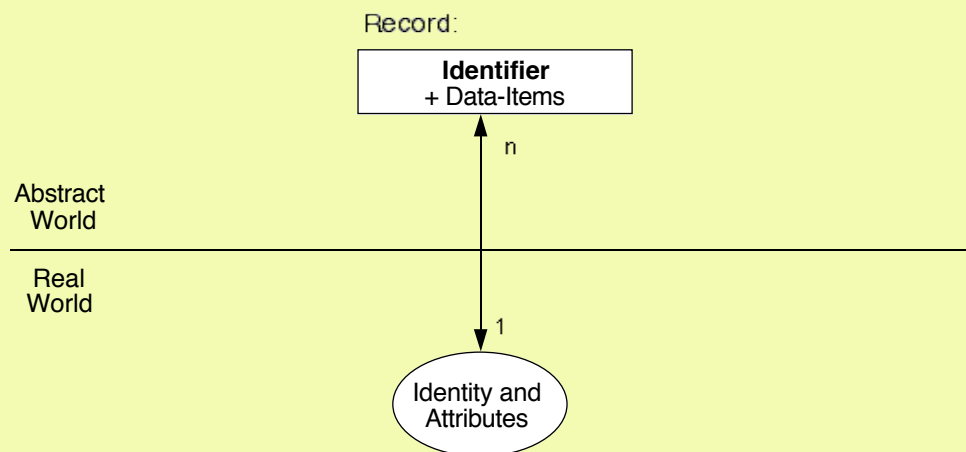 Record:
Identifier
+ Data-Items
n
Abstract
World
Real
World
1
Identity and
Attributes